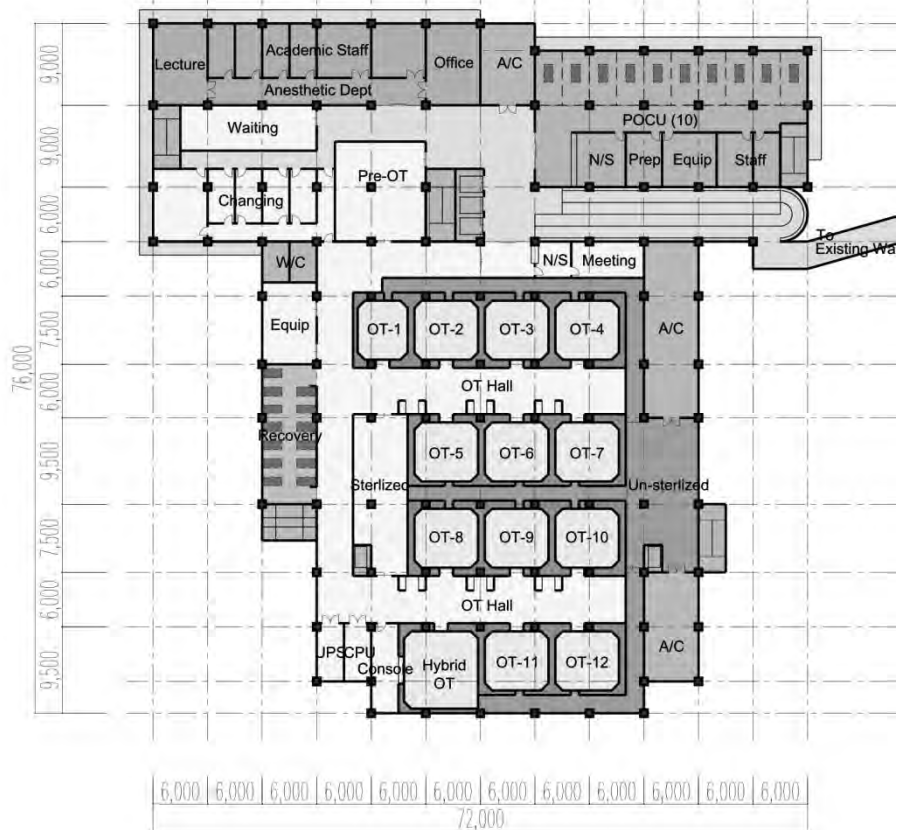 Lecture
Academic Staff
Office
A/C
Anesthetic Dept
Waiting
POCU (10)
N/S
Prep
Equip
Staff
Pre-OT
Changing
To
Existing Wa
W/C
N/S
Meeting
Equip
OT-1
OT-2
OT-3
OT-4
A/C
OT Hall
Recovery
OT-5
OT-6
OT-7
Sterlized
Un-sterlized
OT-8
OT-9
OT-10
OT Hall
UPS
CPU
Console
Hybrid
OT
OT-11
OT-12
A/C
9,000
9,000
6,000
6,000
7,500
6,000
9,500
7,500
6,000
9,500
76,000
6,000 6,000 6,000 6,000 6,000 6,000 6,000 6,000 6,000 6,000 6,000 6,000
72,000